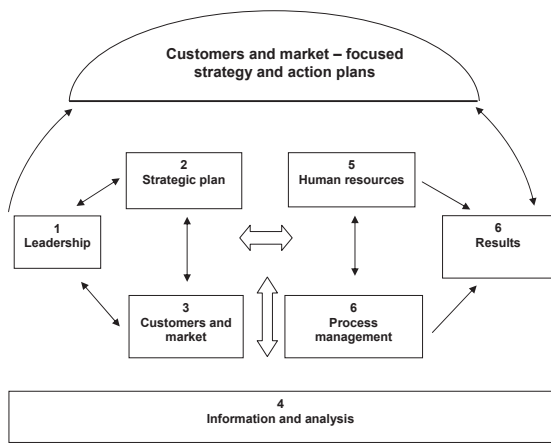 Customers and market – focused
strategy and action plans
2
Strategic plan
5
Human resources
1
Leadership
6
Results
3
Customers and
market
6
Process
management
4
Information and analysis